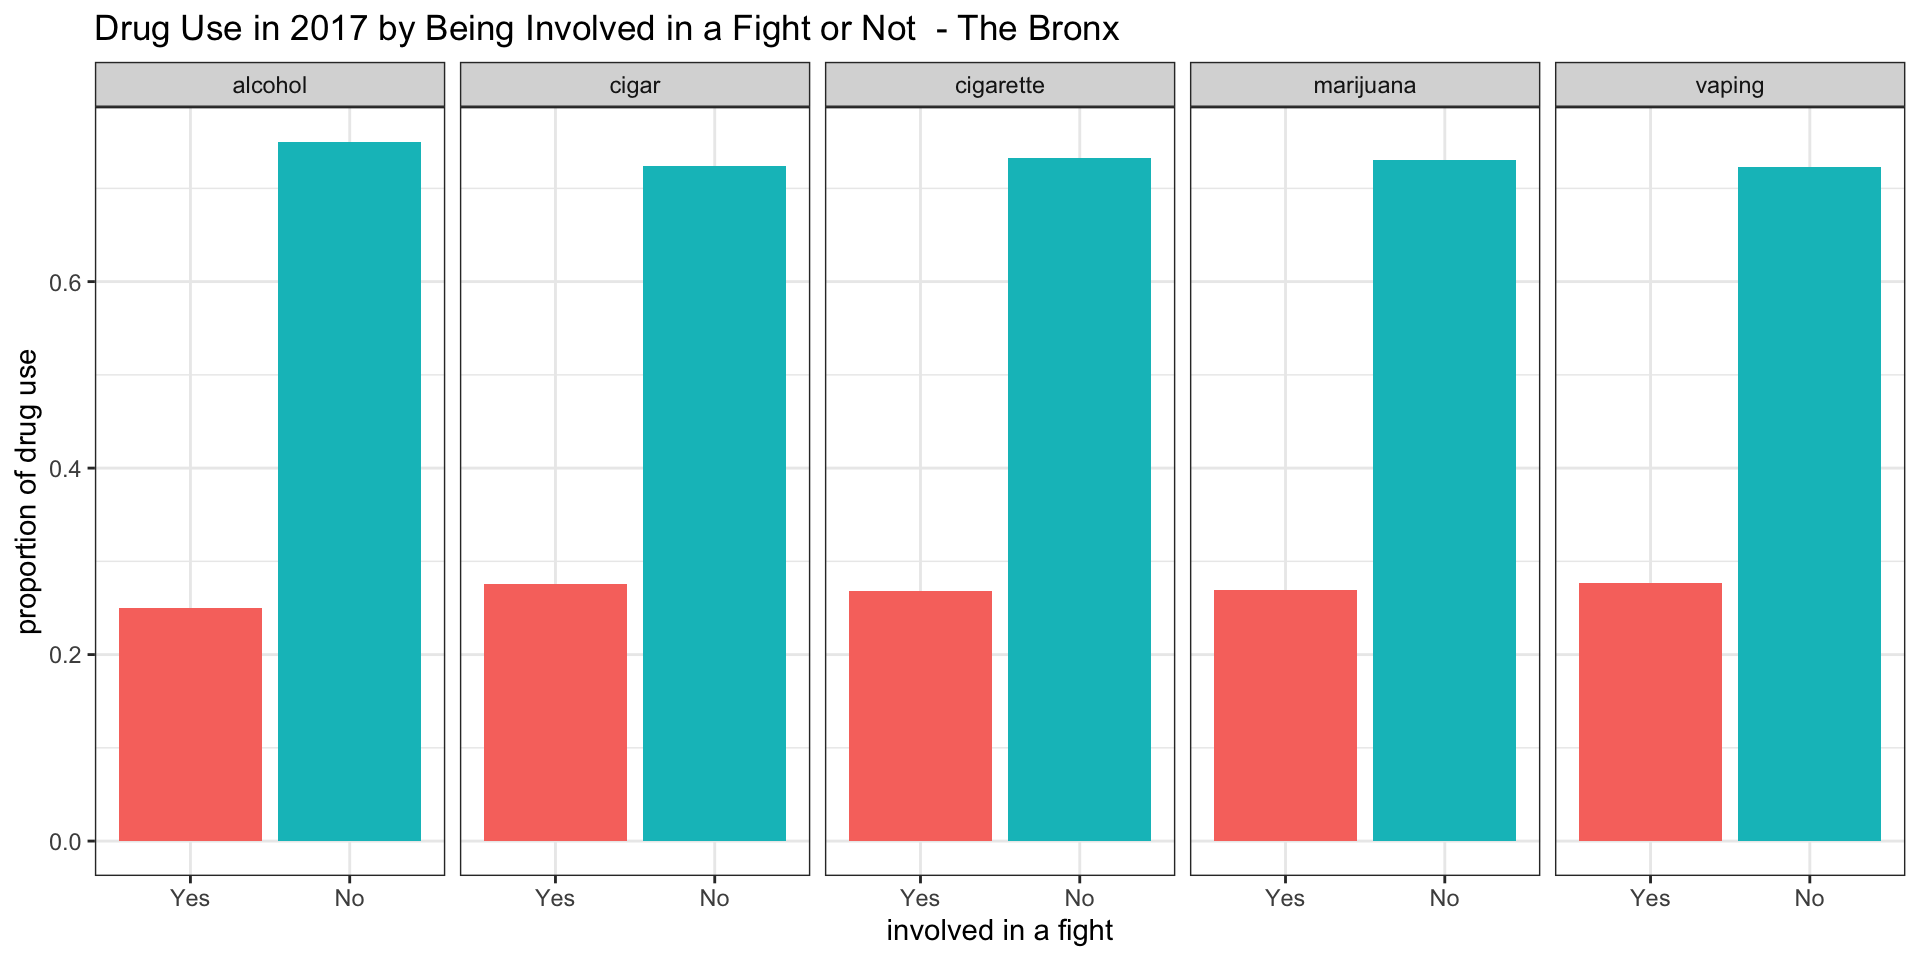 Drug Use in 2017 by Being Involved in a Fight or Not  - The Bronx
alcohol cigar cigarette marijuana vaping
proportion of drug use
0.6
0.4
0.2
0.0
Yes No Yes No Yes No Yes No Yes No
involved in a fight